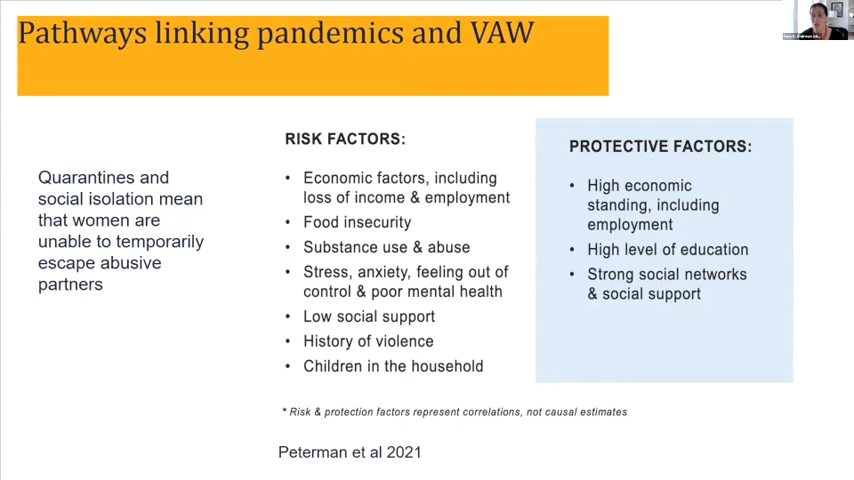 Pathways linking pandemics and VAW
Quarantines and
social isolation mean
that women are
unable to temporarily
escape abusive
partners
RISK FACTORS:
• Economic factors, including
loss of income & employment
• Food insecurity
• Substance use & abuse
• Stress, anxiety, feeling out of
control & poor mental health
• Low social support
• History of violence
• Children in the household
PROTECTIVE FACTORS:
• High economic
standing, including
employment
• High level of education
• Strong social networks
& social support
* Risk & protection factors represent correlations, not causal estimates
Peterman et al 2021